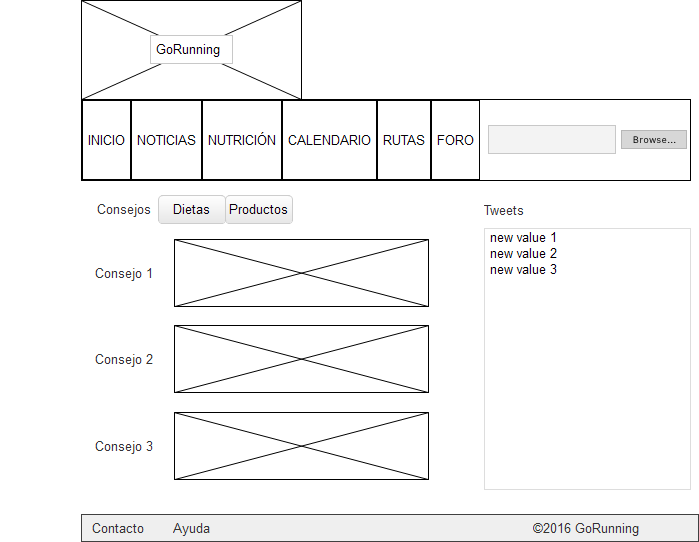 GoRunning
INICIO NOTICIAS NUTRICIÓN CALENDARIO RUTAS FORO Browse...
Consejos Dietas Productos
Tweets
new value 1
new value 2
new value 3
Consejo 1
Consejo 2
Consejo 3
Contacto Ayuda ©2016 GoRunning